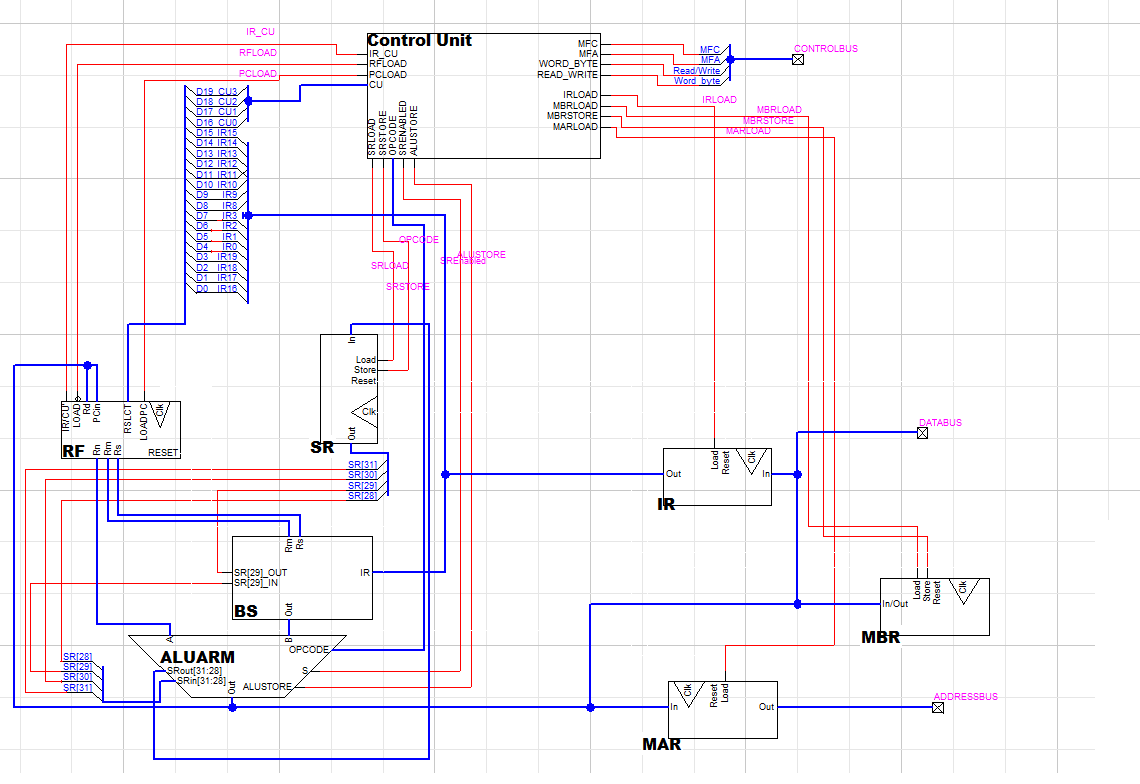 Control Unit
IR_CU
RFLOAD
PCLOAD
IR_CU
RFLOAD
PCLOAD
CU
MFC
MFA
WORD_BYTE
READ_WRITE
IRLOAD
MBRLOAD
MBRSTORE
MARLOAD
SRLOAD
SRSTORE
OPCODE
SRENABLED
ALUSTORE
MFC
MFA
Read/Write
Word_byte
CONTROLBUS
IRLOAD
MBRLOAD
MBRSTORE
MARLOAD
D19 CU3
D18 CU2
D17 CU1
D16 CU0
D15 IR15
D14 IR14
D13 IR13
D12 IR12
D11 IR11
D10 IR10
D9 IR9
D8 IR8
D7 IR3
D6 IR2
D5 IR1
D4 IR0
D3 IR19
D2 IR18
D1 IR17
D0 IR16
OPCODE
ALUSTORE
SREnabled
SRLOAD
SRSTORE
In
Load
Store
Reset
Clk
Out
SR
IR/CU
LOAD
Rd
PCin
RSLCT
LOADPC
Clk
RF
Rn
Rm
Rs
RESET
SR[31]
SR[30]
SR[29]
SR[28]
DATABUS
Out
Load
Reset
Clk
In
IR
Rm
Rs
SR[29]_OUT
SR[29]_IN
IR
BS
Out
Load
Store
Reset
Clk
In/Out
MBR
A
B
OPCODE
ALUARM
SRout[31:28]
SRin[31:28]
S
ALUSTORE
Out
SR[28]
SR[29]
SR[30]
SR[31]
Clk
Reset
Load
In
Out
MAR
ADDRESSBUS